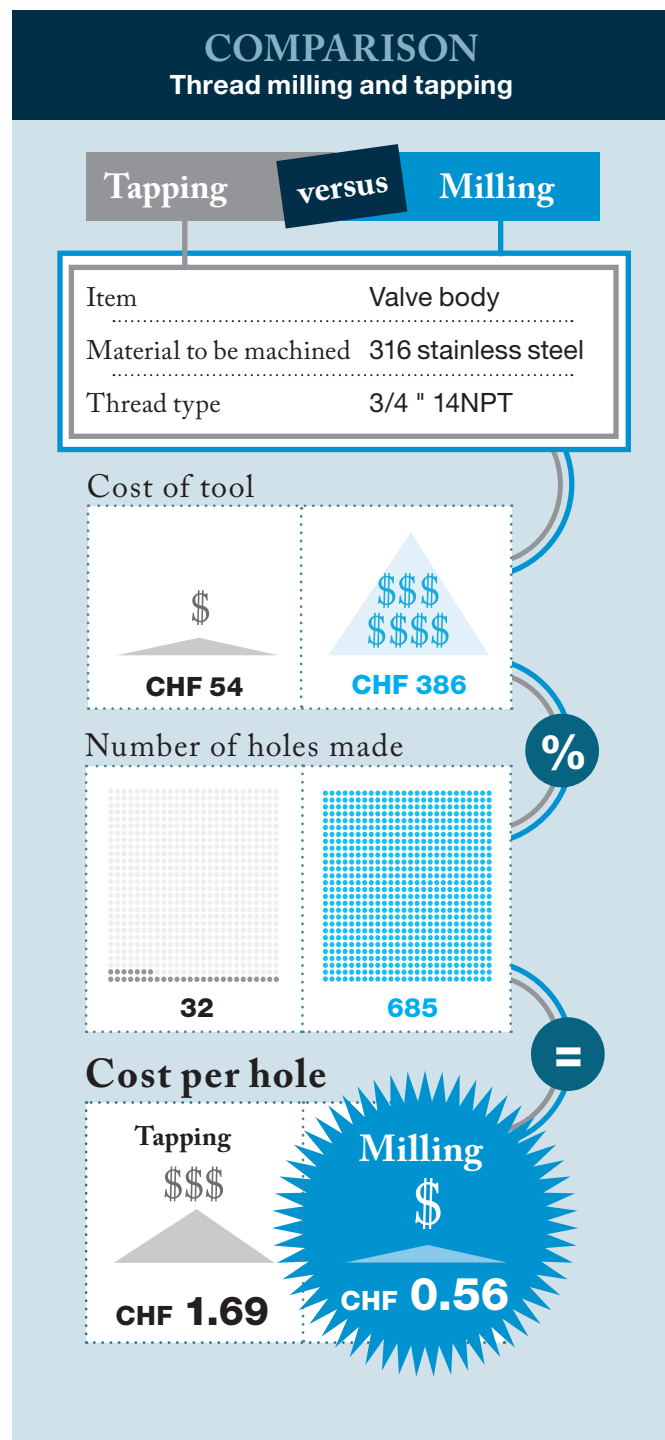 COMPARISON
Thread milling and tapping
Tapping versus Milling
Item Valve body
Material to be machined 316 stainless steel
Thread type 3/4 " 14NPT
Cost of tool
$
$$$
$$$$
CHF 54
CHF 386
%
Number of holes made
32
685
=
Cost per hole
Tapping
$$$
CHF 1.69
Milling
$
CHF 0.56